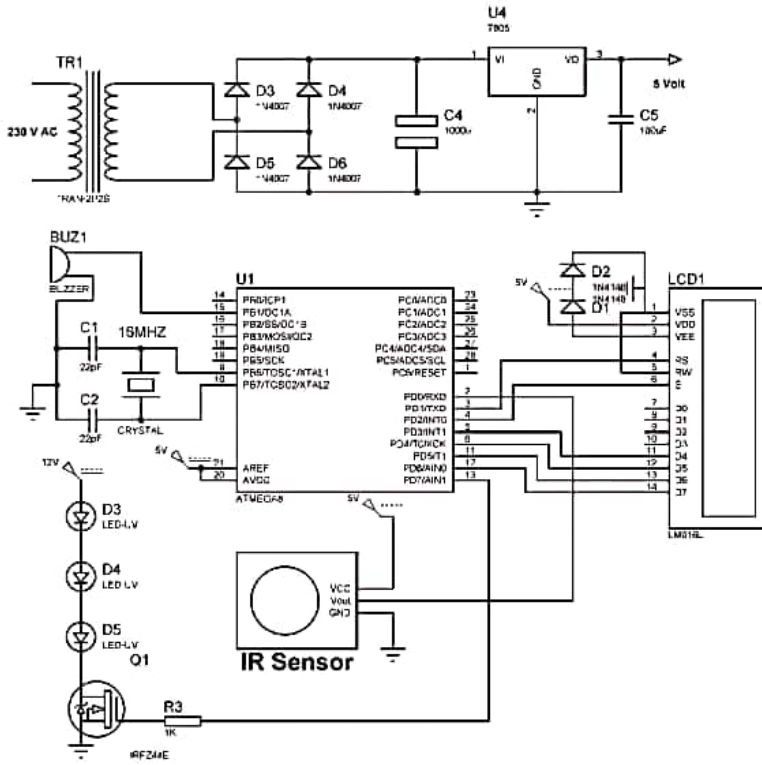 U4
7805
TR1
1
VI
VO
3
GND
2
5 Volt
D3
1N4007
D4
1N4007
C4
1000u
C5
100uF
230 V AC
D5
1N4007
D6
1N4007
TRAN-2P2S
BUZ1
BUZZER
U1
14
PB0/ICP1
15
PB1/OC1A
16
PB2/SS/OC1B
17
PB3/MOSI/OC2
18
PB4/MISO
PB5/SCK
9
PB6/TOSC1/XTAL1
10
PB7/TOSC2/XTAL2
21
AREF
20
AVCC
ATMEGA8
PC0/ADC0
23
PC1/ADC1
24
PC2/ADC2
25
PC3/ADC3
26
PC4/ADC4/SDA
27
PC5/ADC5/SCL
28
PC6/RESET
1
PD0/RXD
2
PD1/TXD
3
PD2/INT0
4
PD3/INT1
5
PD4/T0/XCK
6
PD5/T1
11
PD6/AIN0
PD7/AIN1
13
C1
22pF
16MHZ
CRYSTAL
C2
22pF
5V
D2
1N4148
1N4148
D1
5V
LCD1
1
VSS
2
VDD
3
VEE
4
RS
5
RW
6
E
7
D0
8
D1
9
D2
10
D3
11
D4
12
D5
13
D6
14
D7
LM016L
12V
D3
LED-UV
D4
LED-UV
D5
LED-UV
Q1
IRFZ44E
R3
1K
5V
VCC
Vout
GND
IR Sensor